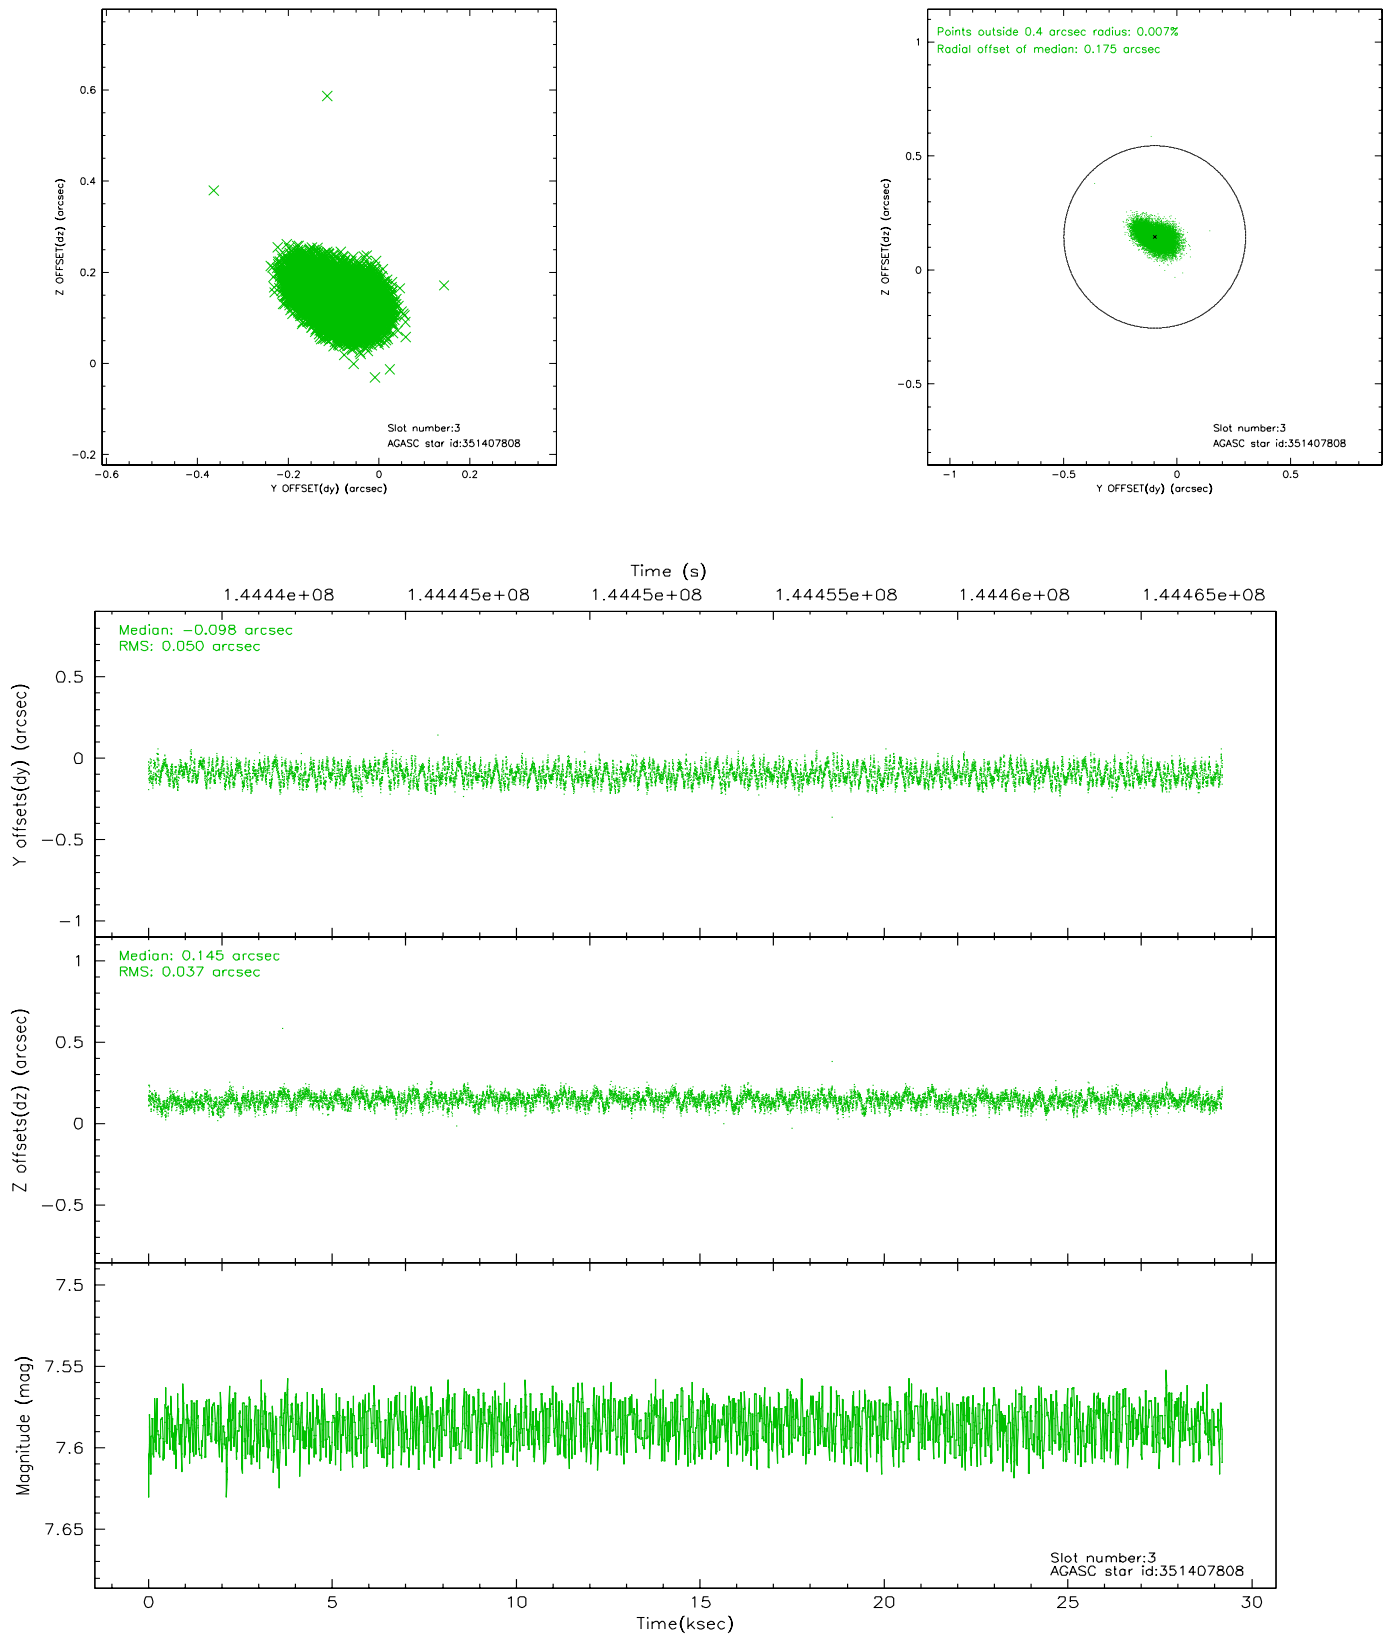 0.6
0.4
0.2
0
−0.2
Z OFFSET(dz) (arcsec)
Slot number:3
AGASC star id:351407808
−0.6 −0.4 −0.2 0 0.2
Y OFFSET(dy) (arcsec)
Points outside 0.4 arcsec radius: 0.007%
Radial offset of median: 0.175 arcsec
1
0.5
0
−0.5
Z OFFSET(dz) (arcsec)
Slot number:3
AGASC star id:351407808
−1 −0.5 0 0.5
Y OFFSET(dy) (arcsec)
Time (s)
1.4444e+08 1.44445e+08 1.4445e+08 1.44455e+08 1.4446e+08 1.44465e+08
Median: −0.098 arcsec
RMS: 0.050 arcsec
0.5
0
−0.5
−1
Y offsets(dy) (arcsec)
Median: 0.145 arcsec
RMS: 0.037 arcsec
1
0.5
0
−0.5
Z offsets(dz) (arcsec)
7.5
7.55
7.6
7.65
Magnitude (mag)
Slot number:3
AGASC star id:351407808
0 5 10 15 20 25 30
Time(ksec)